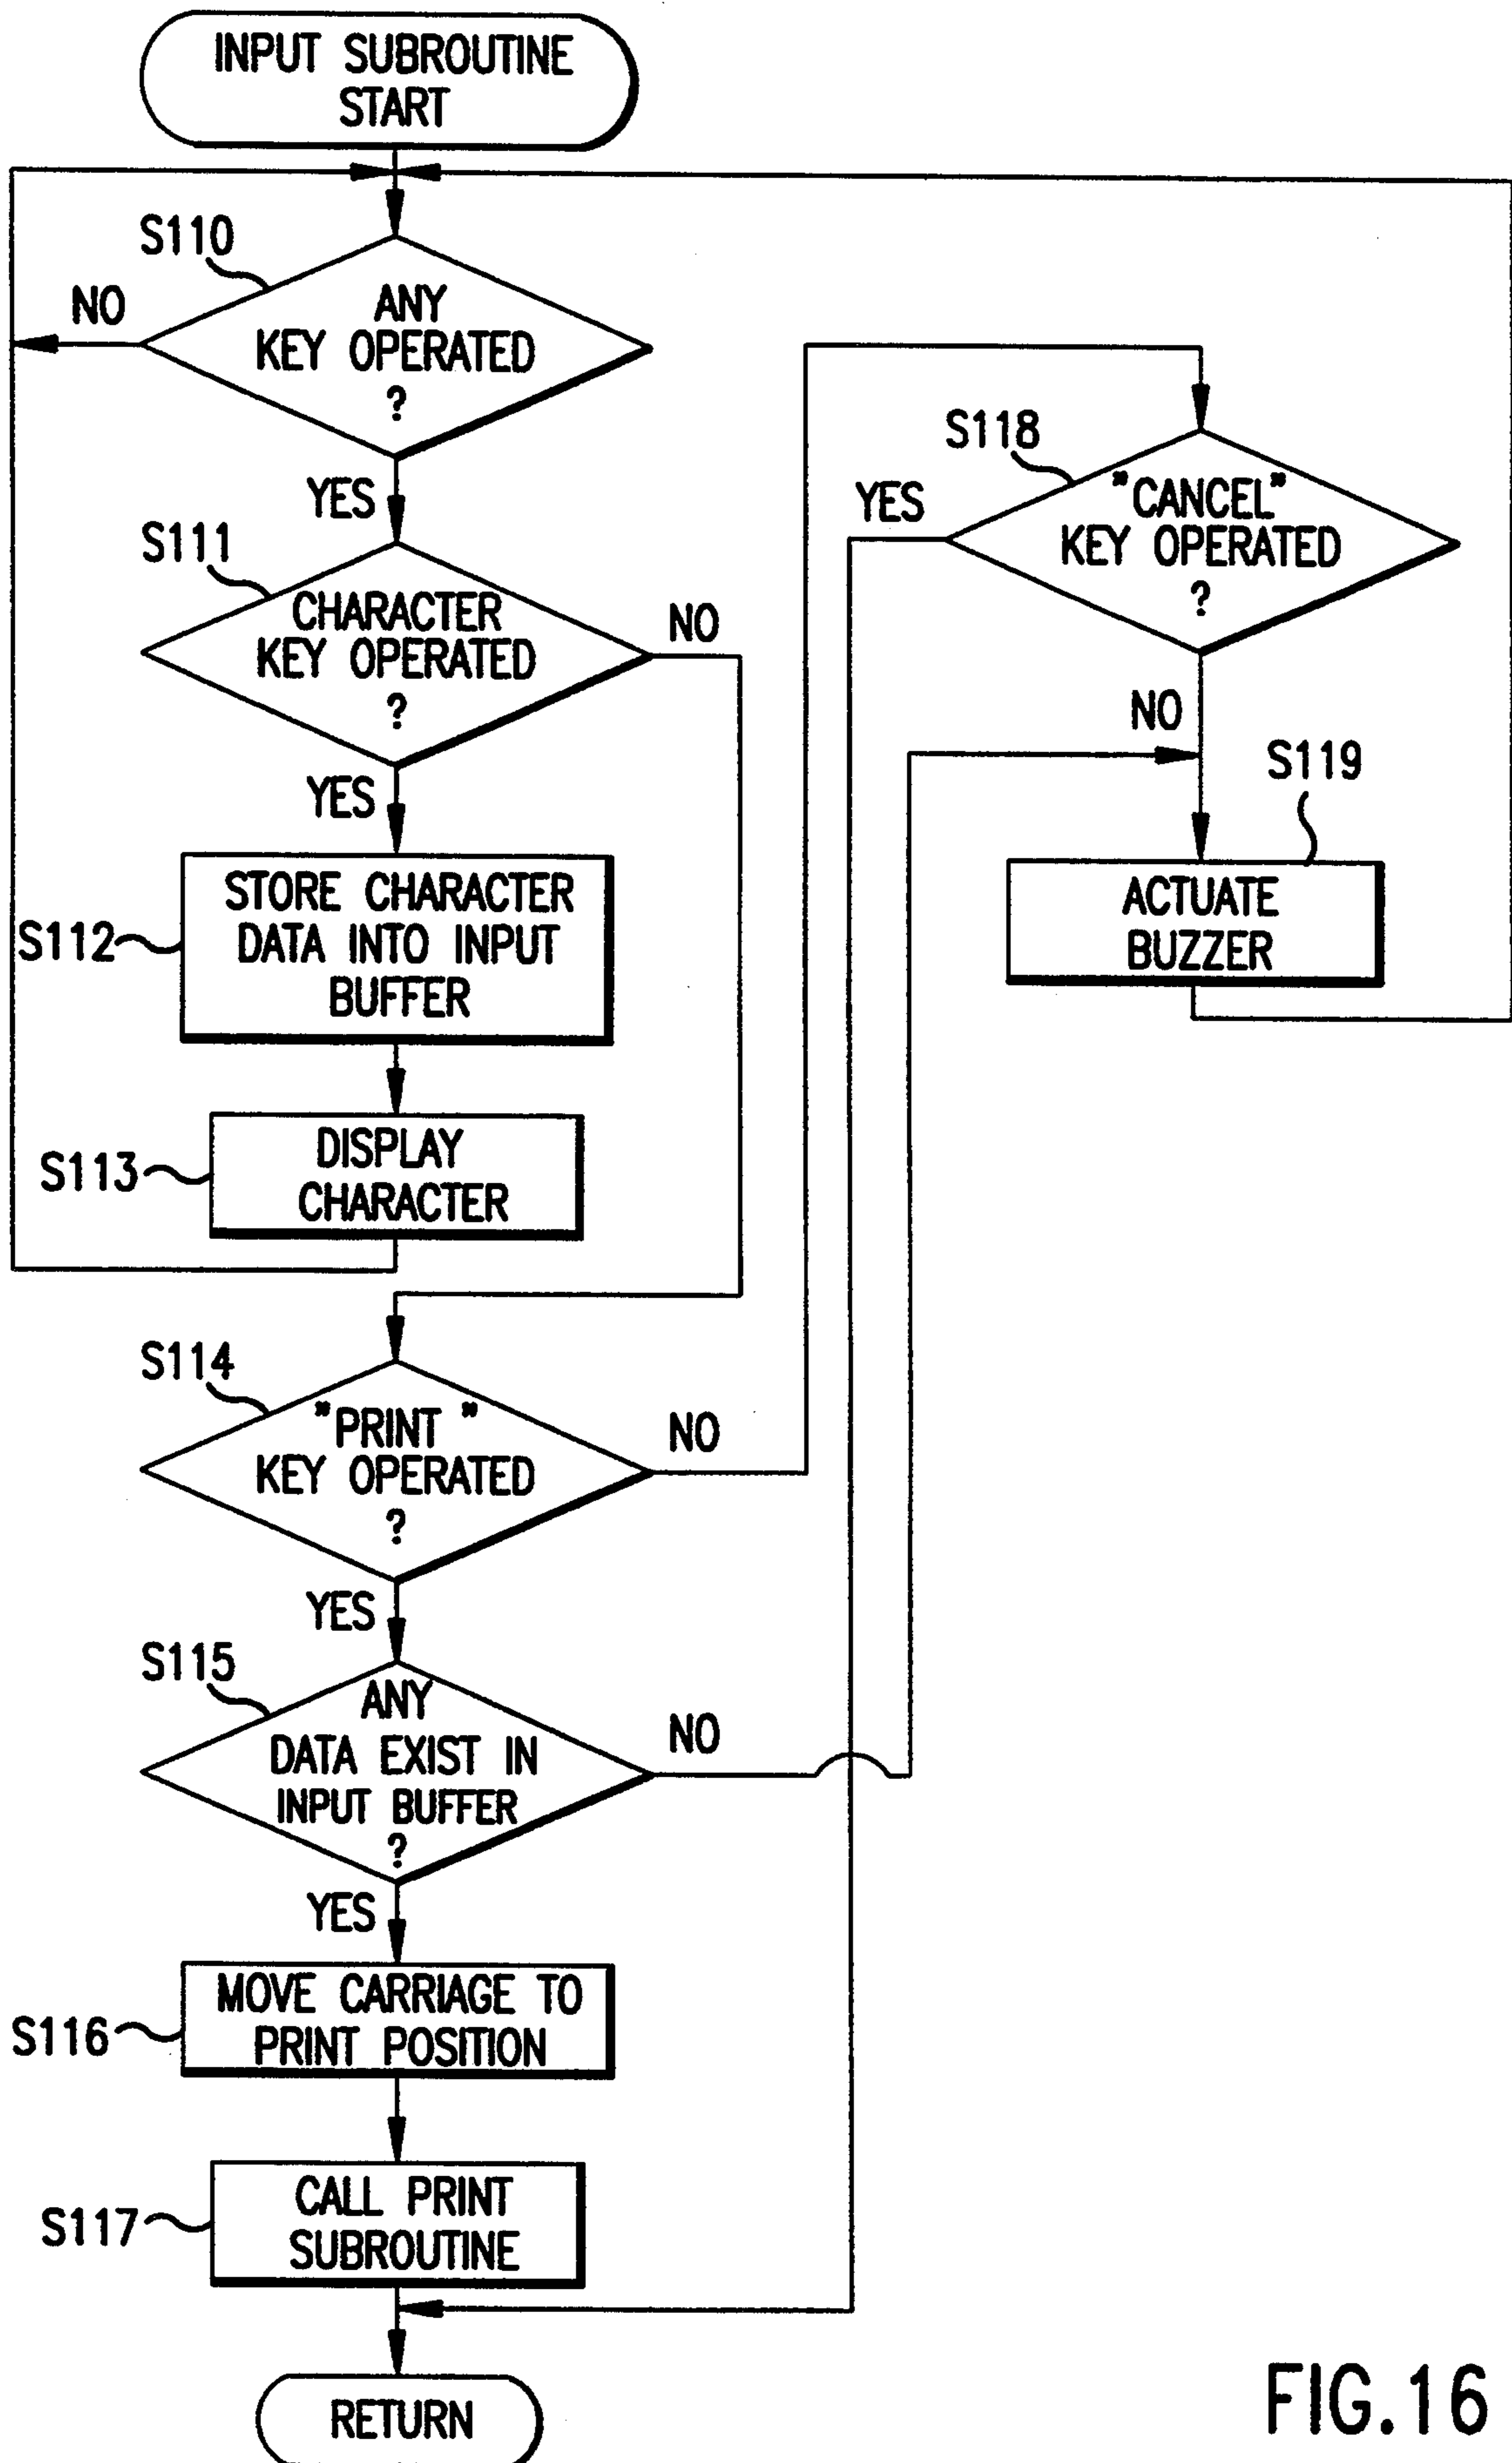 INPUT SUBROUTINE
START
S110
NO
ANY
KEY OPERATED
?
YES
S111
CHARACTER
KEY OPERATED
?
NO
YES
S112
STORE CHARACTER
DATA INTO INPUT
BUFFER
S113
DISPLAY
CHARACTER
S114
"PRINT "
KEY OPERATED
?
NO
YES
S115
ANY
DATA EXIST IN
INPUT BUFFER
?
NO
YES
S116
MOVE CARRIAGE TO
PRINT POSITION
S117
CALL PRINT
SUBROUTINE
RETURN
S118
YES
"CANCEL"
KEY OPERATED
?
NO
S119
ACTUATE
BUZZER
FIG.16